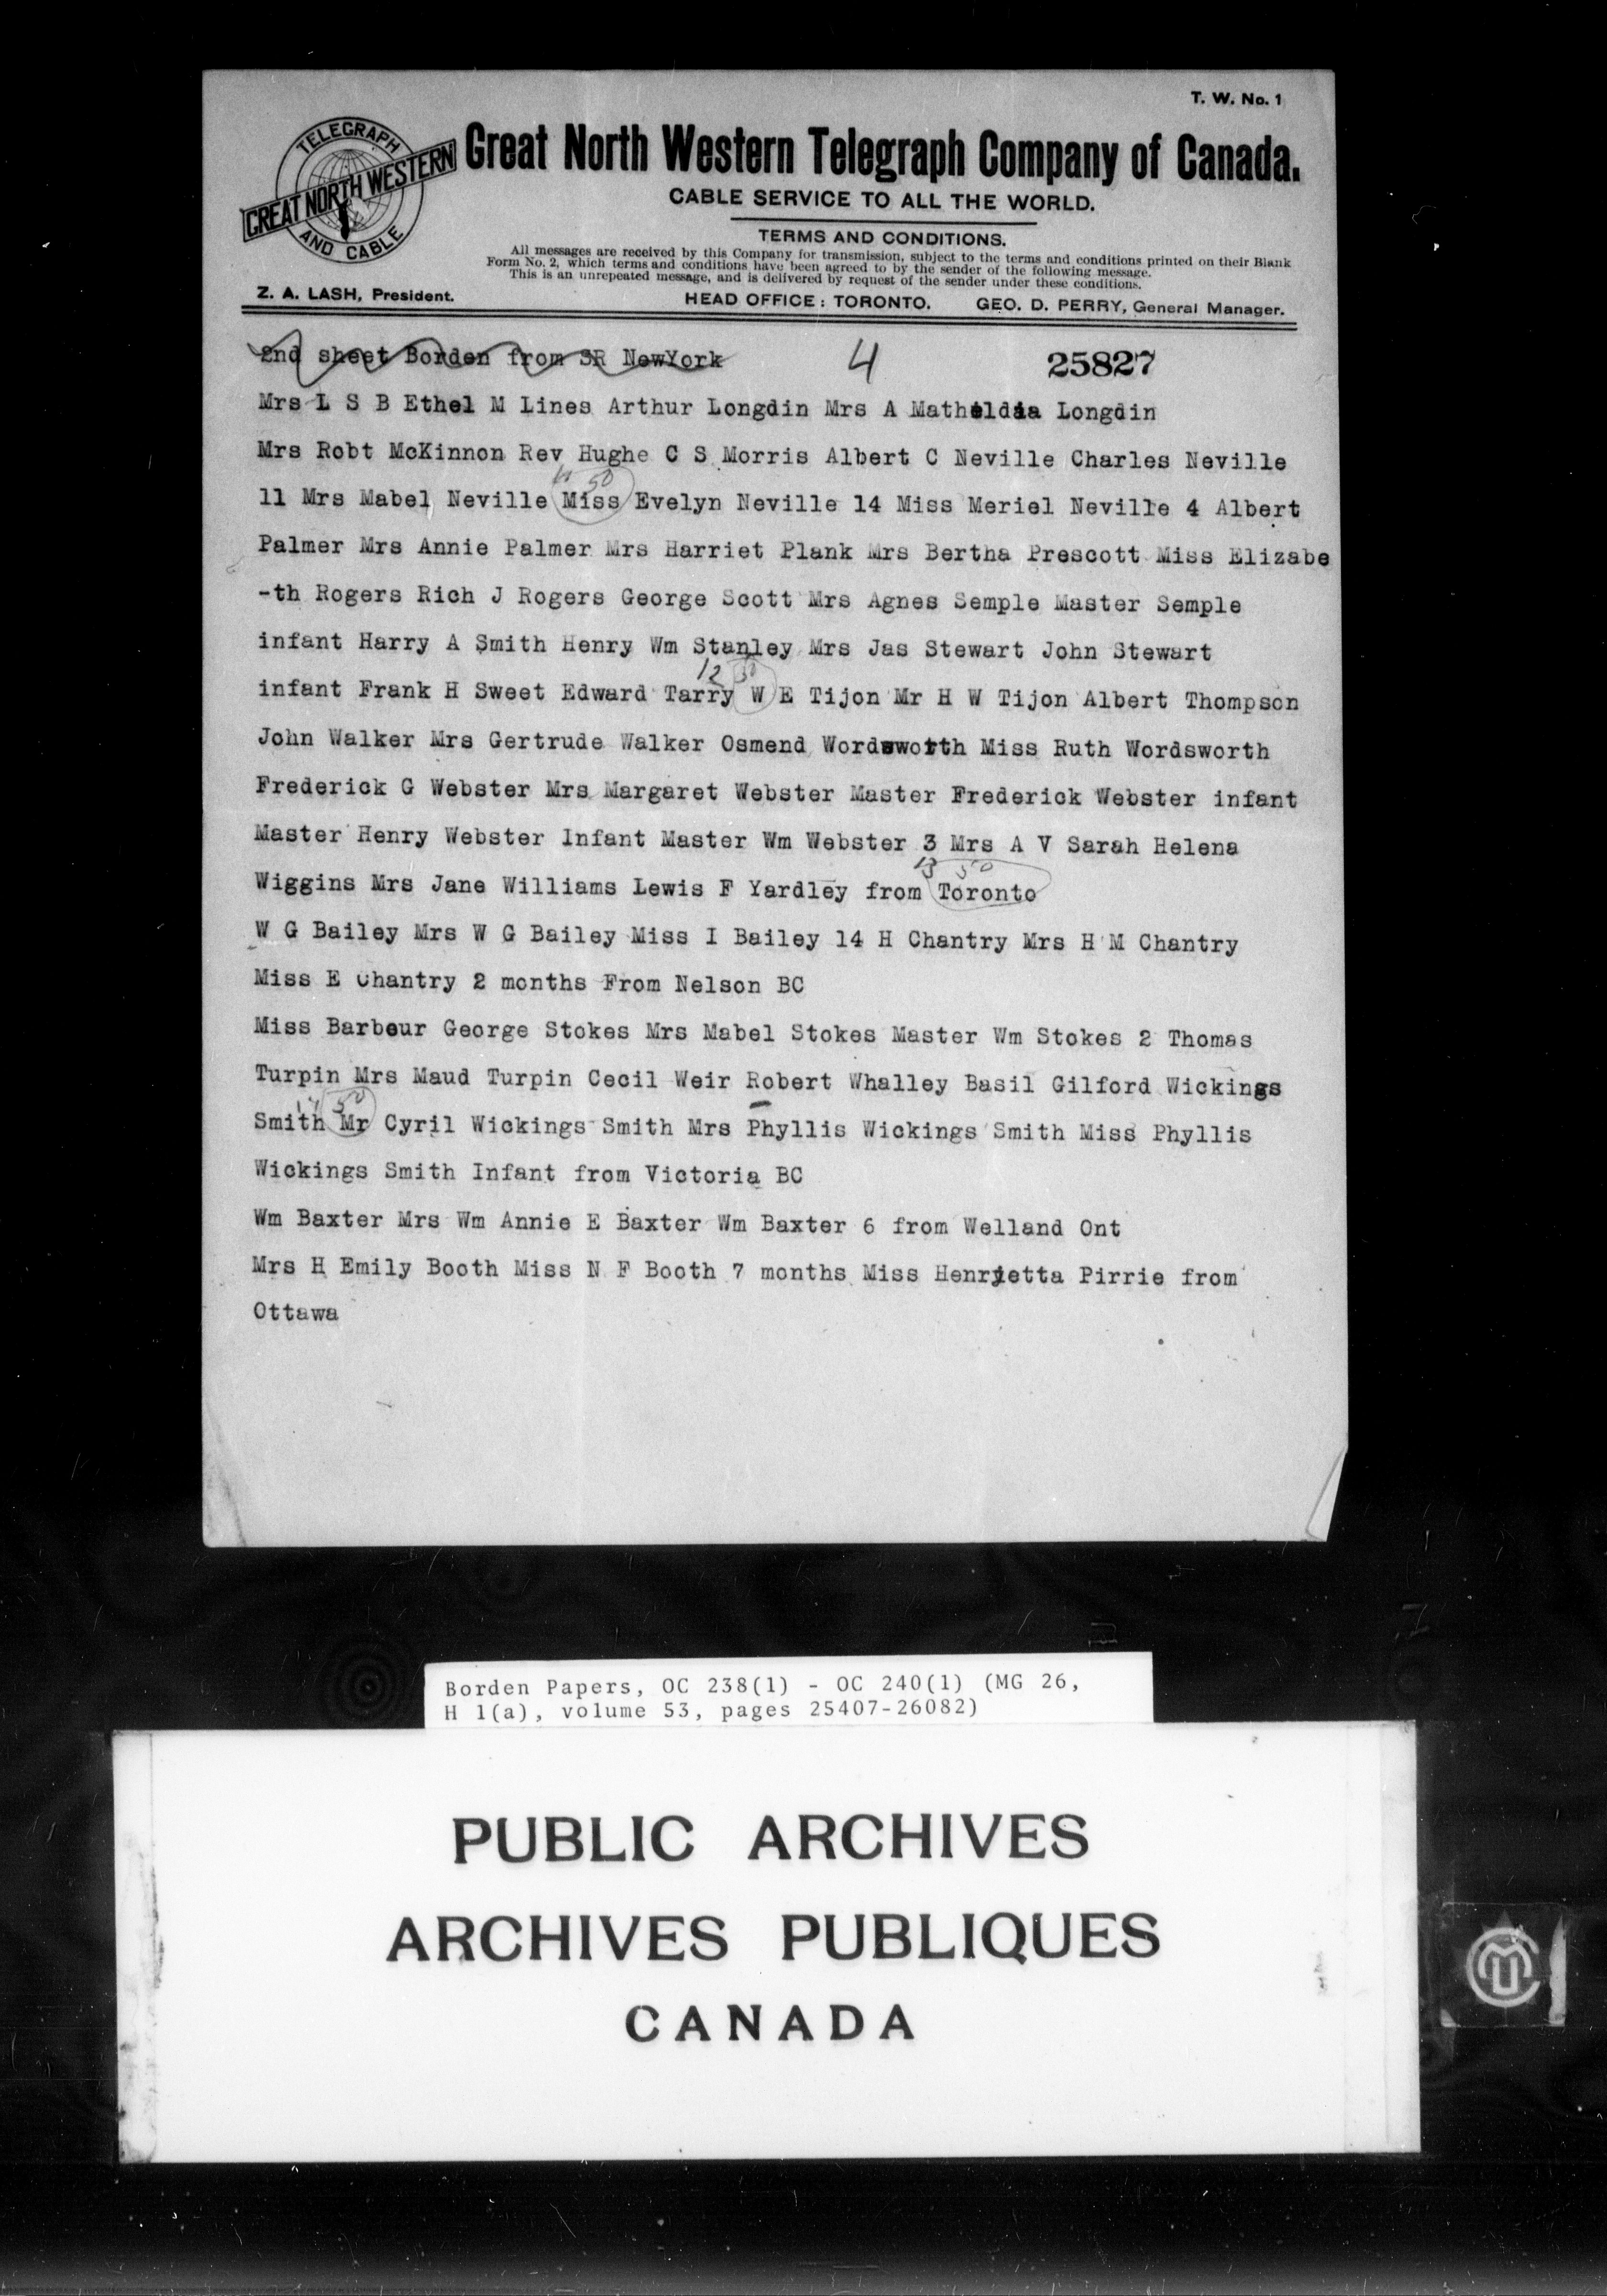 T. W. No. 1
TELEGRAPH
GREAT NORTH WESTERN
AND CABLE
Great North Western Telegraph Company of Canada.
CABLE SERVICE TO ALL THE WORLD.
TERMS AND CONDITIONS.
All messages are received by this Company for transmission, subject to the terms and conditions printed on their Blank
Form No. 2, which terms and conditions have been agreed to by the sender of the following message.
This is an unrepeated message, and is delivered by request of the sender under these conditions.
Z. A. LASH, President. HEAD OFFICE: TORONTO. GEO. D. PERRY, General Manager.
2nd sheet Borden from SR NewYork 4 25827
Mrs L S B Ethel M Lines Arthur Longdin Mrs A Mathildia Longdin
Mrs Robt McKinnon Rev Hughe C S Morris Albert C Neville Charles Neville
11 50
11 Mrs Mabel Neville Miss Evelyn Neville 14 Miss Meriel Neville 4 Albert
Palmer Mrs Annie Palmer Mrs Harriet Plank Mrs Bertha Prescott Miss Elizabe
-th Rogers Rich J Rogers George Scott Mrs Agnes Semple Master Semple
infant Harry A Smith Henry Wm Stanley Mrs Jas Stewart John Stewart
12 50
infant Frank H Sweet Edward Tarry W E Tijon Mr H W Tijon Albert Thompson
John Walker Mrs Gertrude Walker Osmend Wordsworth Miss Ruth Wordsworth
Frederick G Webster Mrs Margaret Webster Master Frederick Webster infant
Master Henry Webster Infant Master Wm Webster 3 Mrs A V Sarah Helena
13 50
Wiggins Mrs Jane Williams Lewis F Yardley from Toronto
W G Bailey Mrs W G Bailey Miss I Bailey 14 H Chantry Mrs H M Chantry
Miss E Chantry 2 months From Nelson BC
Miss Barbour George Stokes Mrs Mabel Stokes Master Wm Stokes 2 Thomas
Turpin Mrs Maud Turpin Cecil Weir Robert Whalley Basil Gilford Wickings
14 50
Smith Mr Cyril Wickings Smith Mrs Phyllis Wickings Smith Miss Phyllis
Wickings Smith Infant from Victoria BC
Wm Baxter Mrs Wm Annie E Baxter Wm Baxter 6 from Welland Ont
Mrs H Emily Booth Miss N F Booth 7 months Miss Henrietta Pirrie from
Ottawa
Borden Papers, OC 238(1) - OC 240(1) (MG 26,
H 1(a), volume 53, pages 25407-26082)
PUBLIC ARCHIVES
ARCHIVES PUBLIQUES
CANADA